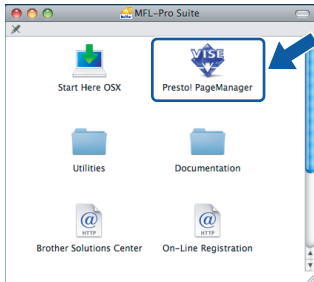 MFL-Pro Suite
VISE
Start Here OSX
Presto! PageManager
Utilities
Documentation
@
HTTP
@
HTTP
Brother Solutions Center
On-Line Registration